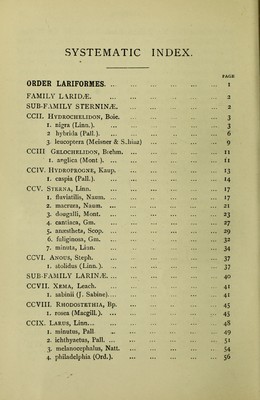 SYSTEMATIC INDEX.
PAGE
ORDER LARIFORMES. .. ... ... ... ... ... 1
FAMILY LARIDÆ. ... ... ... ... ... 2
SUB-FAMILY STERNINÆ. ... ... ... ... 2
CCII. Hydrochelidon, Boie. ... ... ... ... 3
1. nigra (Linn.). ... ... ... ... ... 3
2 hybrida (Pall.). ... ... ... .. ... 6
3. leucoptera (Meisner & Schinz) ... ... ... 9
CCIII Gelochelidon, Bœhm. ... ... ... ... 11
1. anglica (Mont ). ... ... ... ... ... 11
CCIV. Hydroprogne, Kaup. ... ... ... ... 13
1. caspia (Pall.). ... ... ... ... ... 14
CCV. Sterna, Linn. ... ... ... ... ... 17
1. fluviatilis, Naum. ... ... ... ... ... 17
2. macrura, Naum. ... ... ... ... ... 21
3. dougalli, Mont. ... ... ... ... ... 23
4. cantiaca, Gm. ... ... ... ... ... 27
5. anæstheta, Scop. ... ... ... ... ... 29
6. fuliginosa, Gm. ... ... ... ... ... 32
7. minuta, Linn. ... ... ... ... ... 34
CCVI. Anous, Steph. ... ... ... ... ... 37
1. stolidus (Linn.). ... ... ... ... ... 37
SUB-FAMILY LARINÆ. ... ... ... ... ... 40
CCVII. Xema, Leach. ... ... ... ... ... 41
1. sabinii (J. Sabine). ... ... ... ... ... 41
CCVIII. Rhodostethia, Bp. ... ... ... ... 45
1. rosea (Macgill.). ... ... ... ... ... 45
CCIX. Larus, Linn... ... ... ... ... ... 48
1. minutus, Pall. ... ... ... ... ... 49
2. ichthyaetus, Pall. ... ... ... ... ... 51
3. melanocephalus, Natt. ... ... ... ... 54
4. philadelphia (Ord.). ... ... ... ... 56